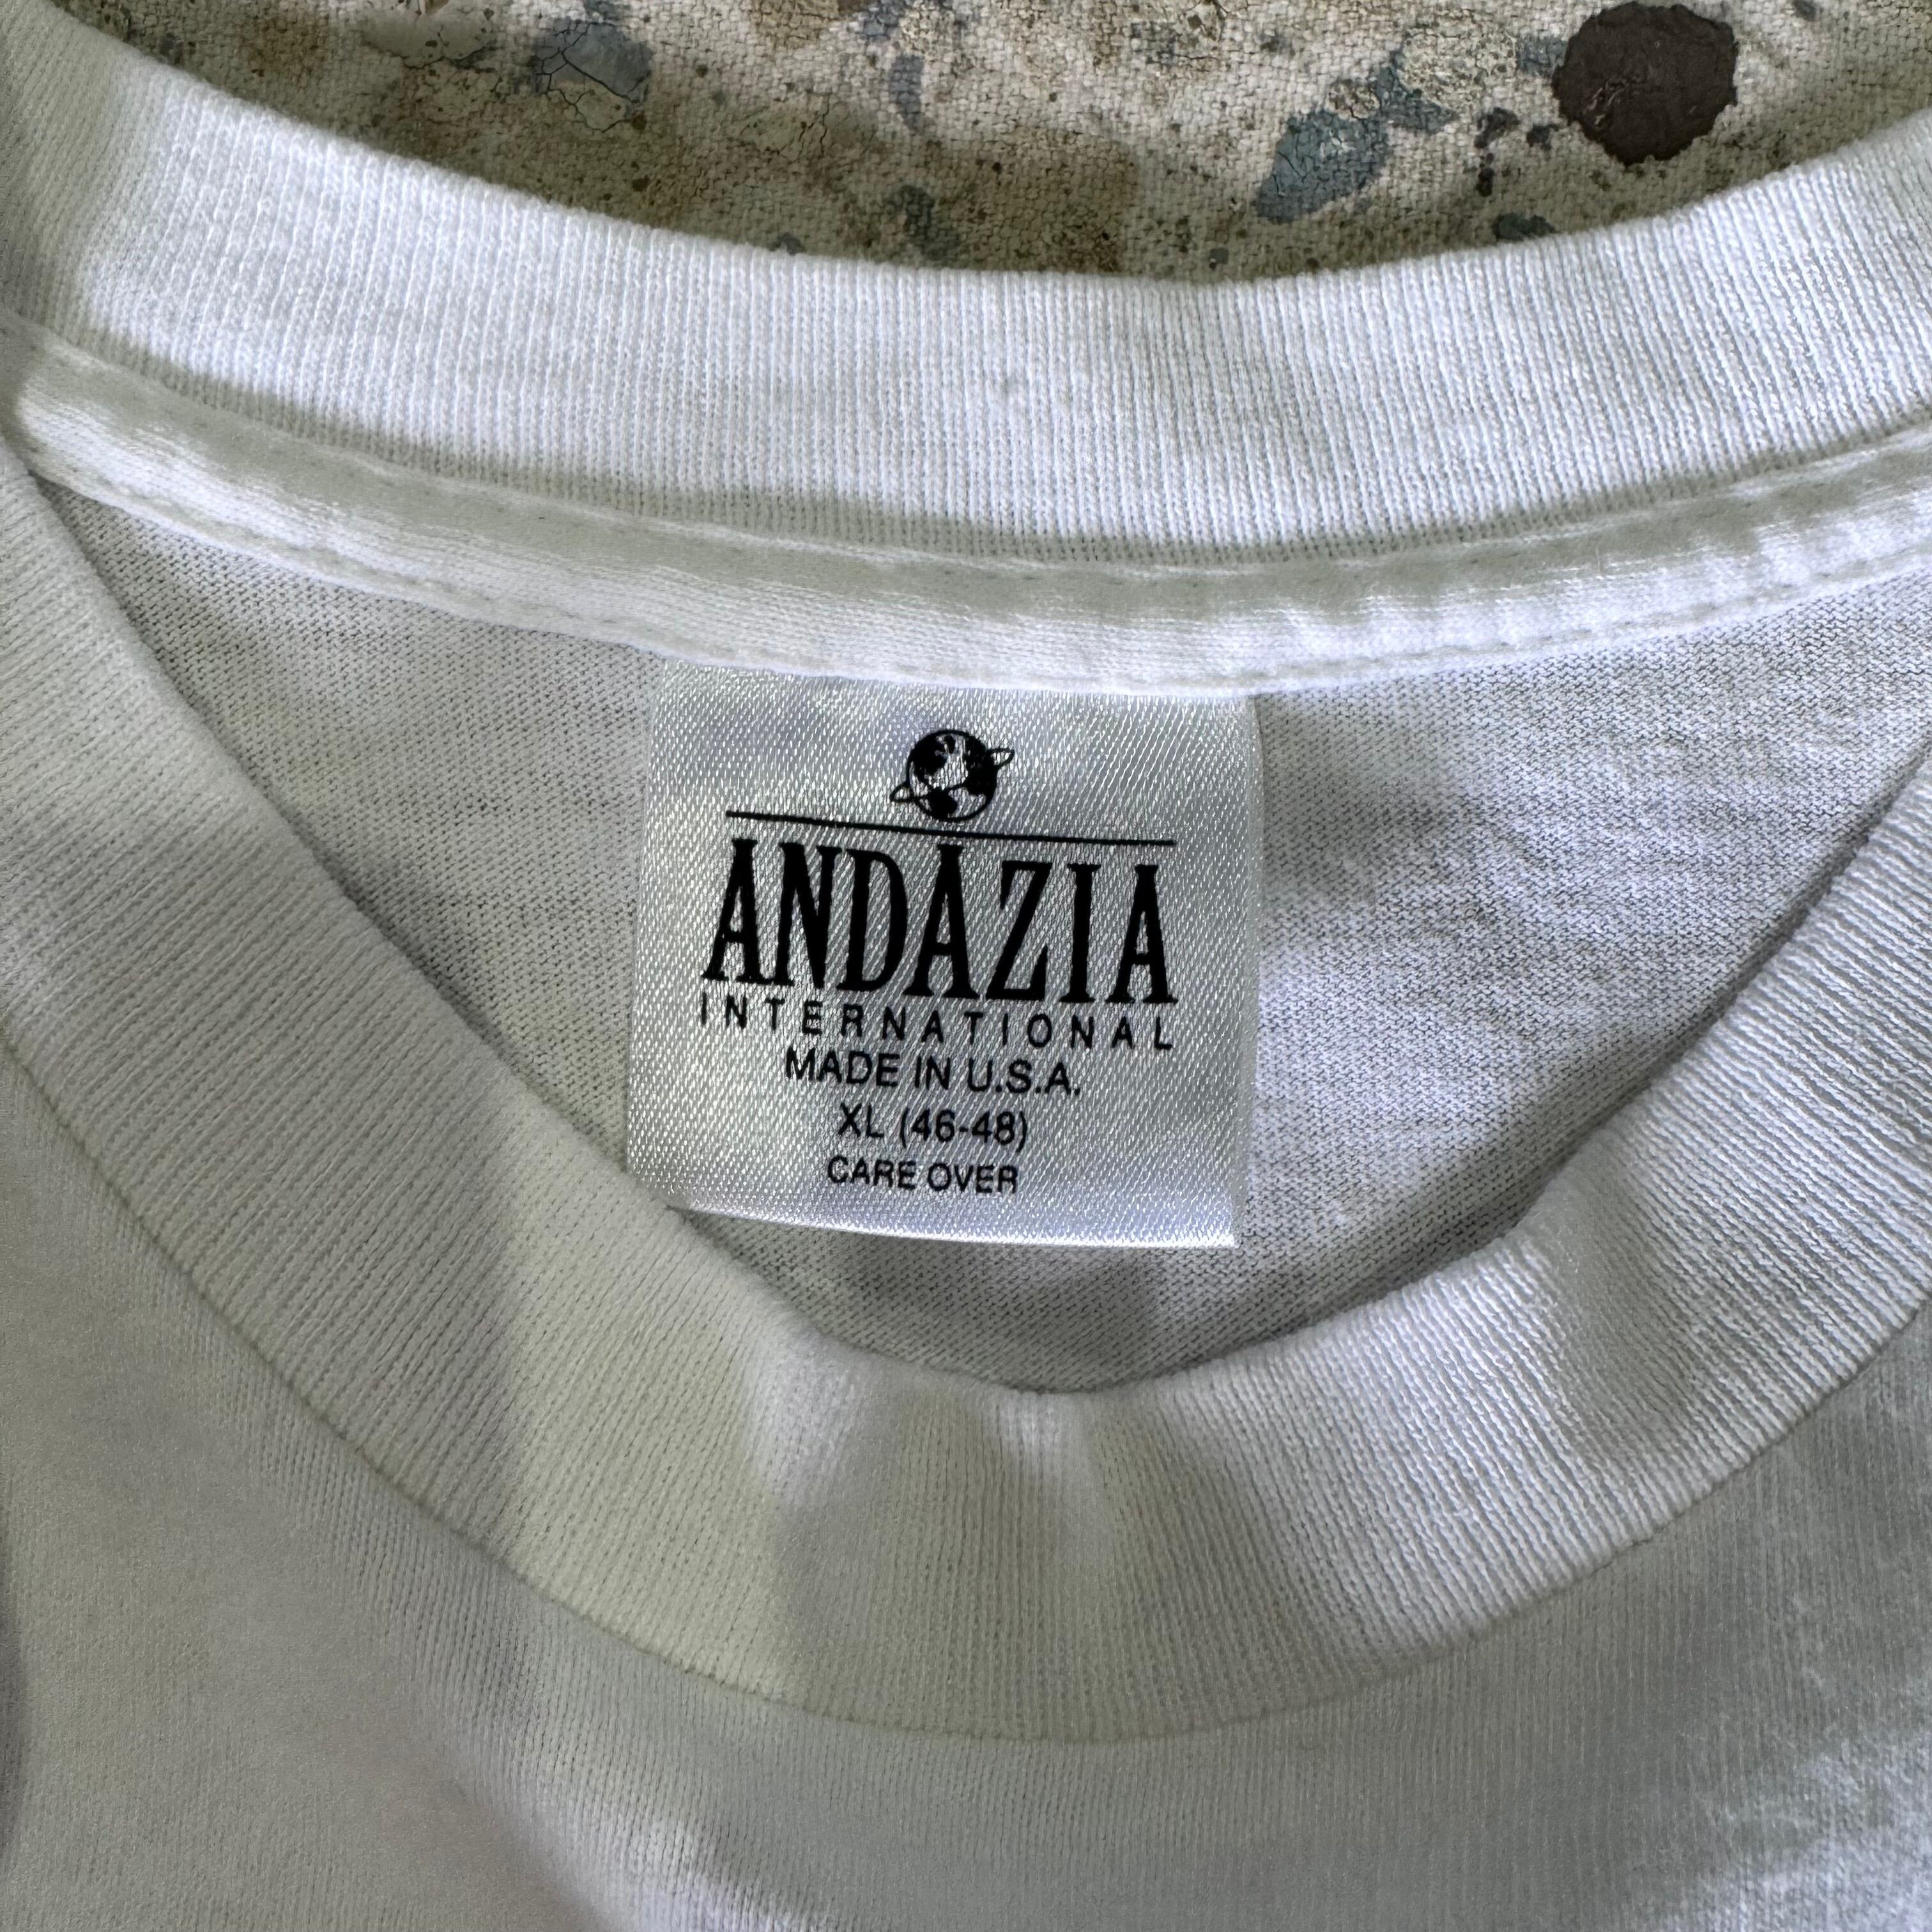 ANDAZIA
INTERNATIONAL
MADE IN U.S.A.
XL (46-48)
CARE OVER